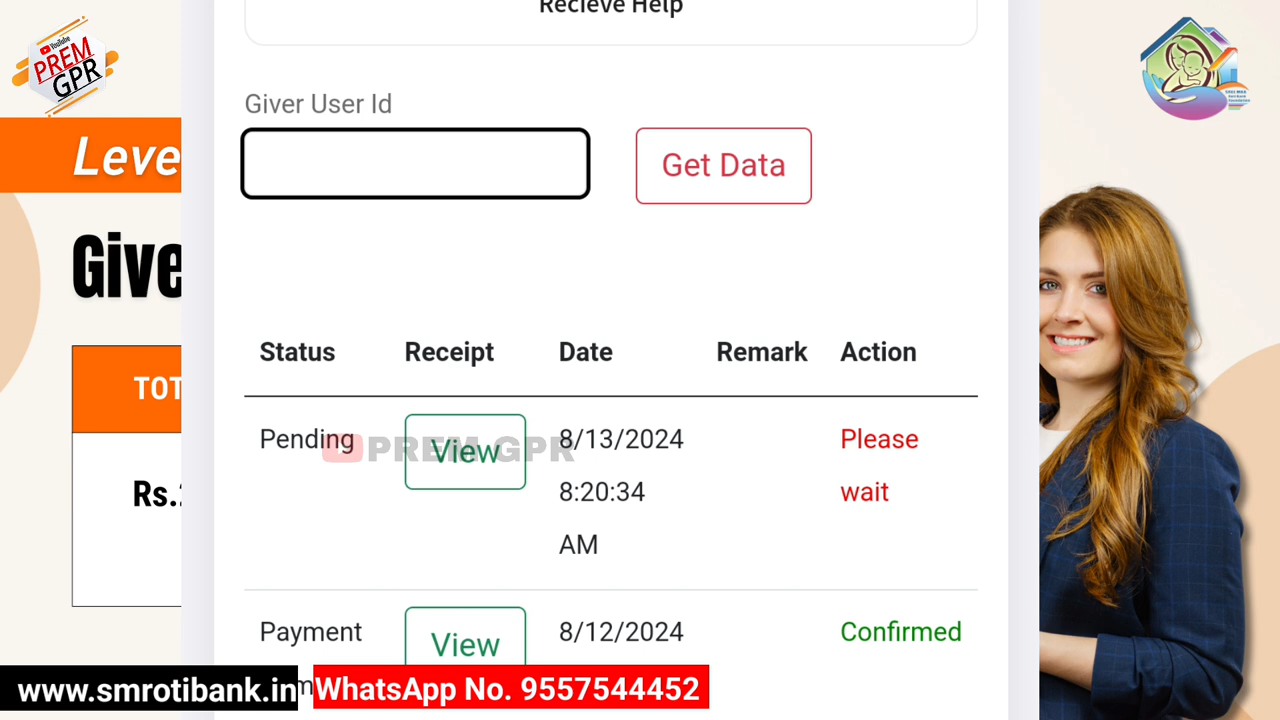 Recieve Help
YouTube
PREM
GPR
Giver User Id
Get Data
Leve
Give
Status Receipt Date Remark Action
TOT
Pending View 8/13/2024 Please
PREM GPR
8:20:34 wait
Rs.
AM
Payment View 8/12/2024 Confirmed
www.smrotibank.in WhatsApp No. 9557544452